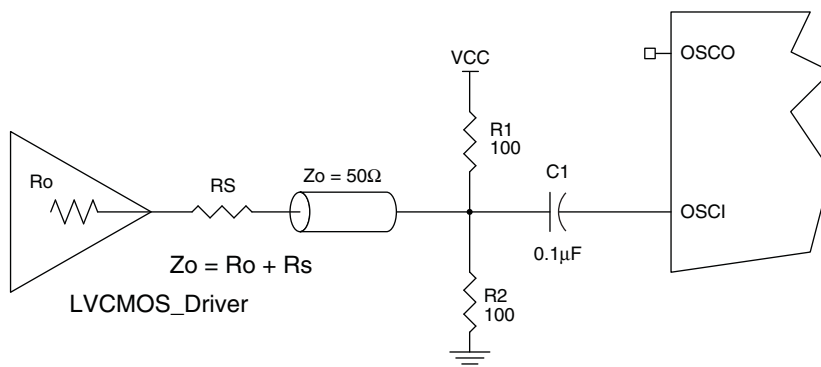 VCC
OSCO
R1
100
Ro
RS
Zo = 50Ω
C1
OSCI
0.1μF
Zo = Ro + Rs
LVCMOS_Driver
R2
100